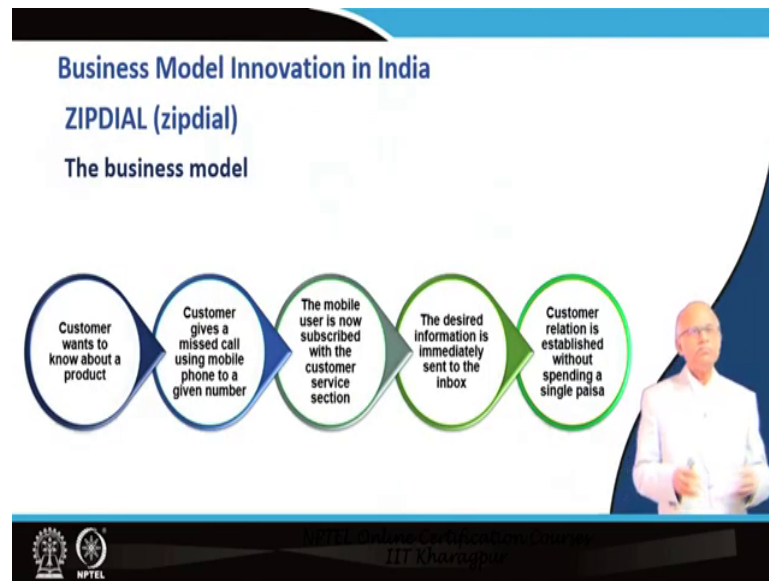 Business Model Innovation in India
ZIPDIAL (zipdial)
The business model
Customer
wants to
know about a
product
Customer
gives a
missed call
using mobile
phone to a
given number
The mobile
user is now
subscribed
with the
customer
service
section
The desired
information is
immediately
sent to the
inbox
Customer
relation is
established
without
spending a
single paisa
NPTEL
NPTEL Online Certification Courses
IIT Kharagpur